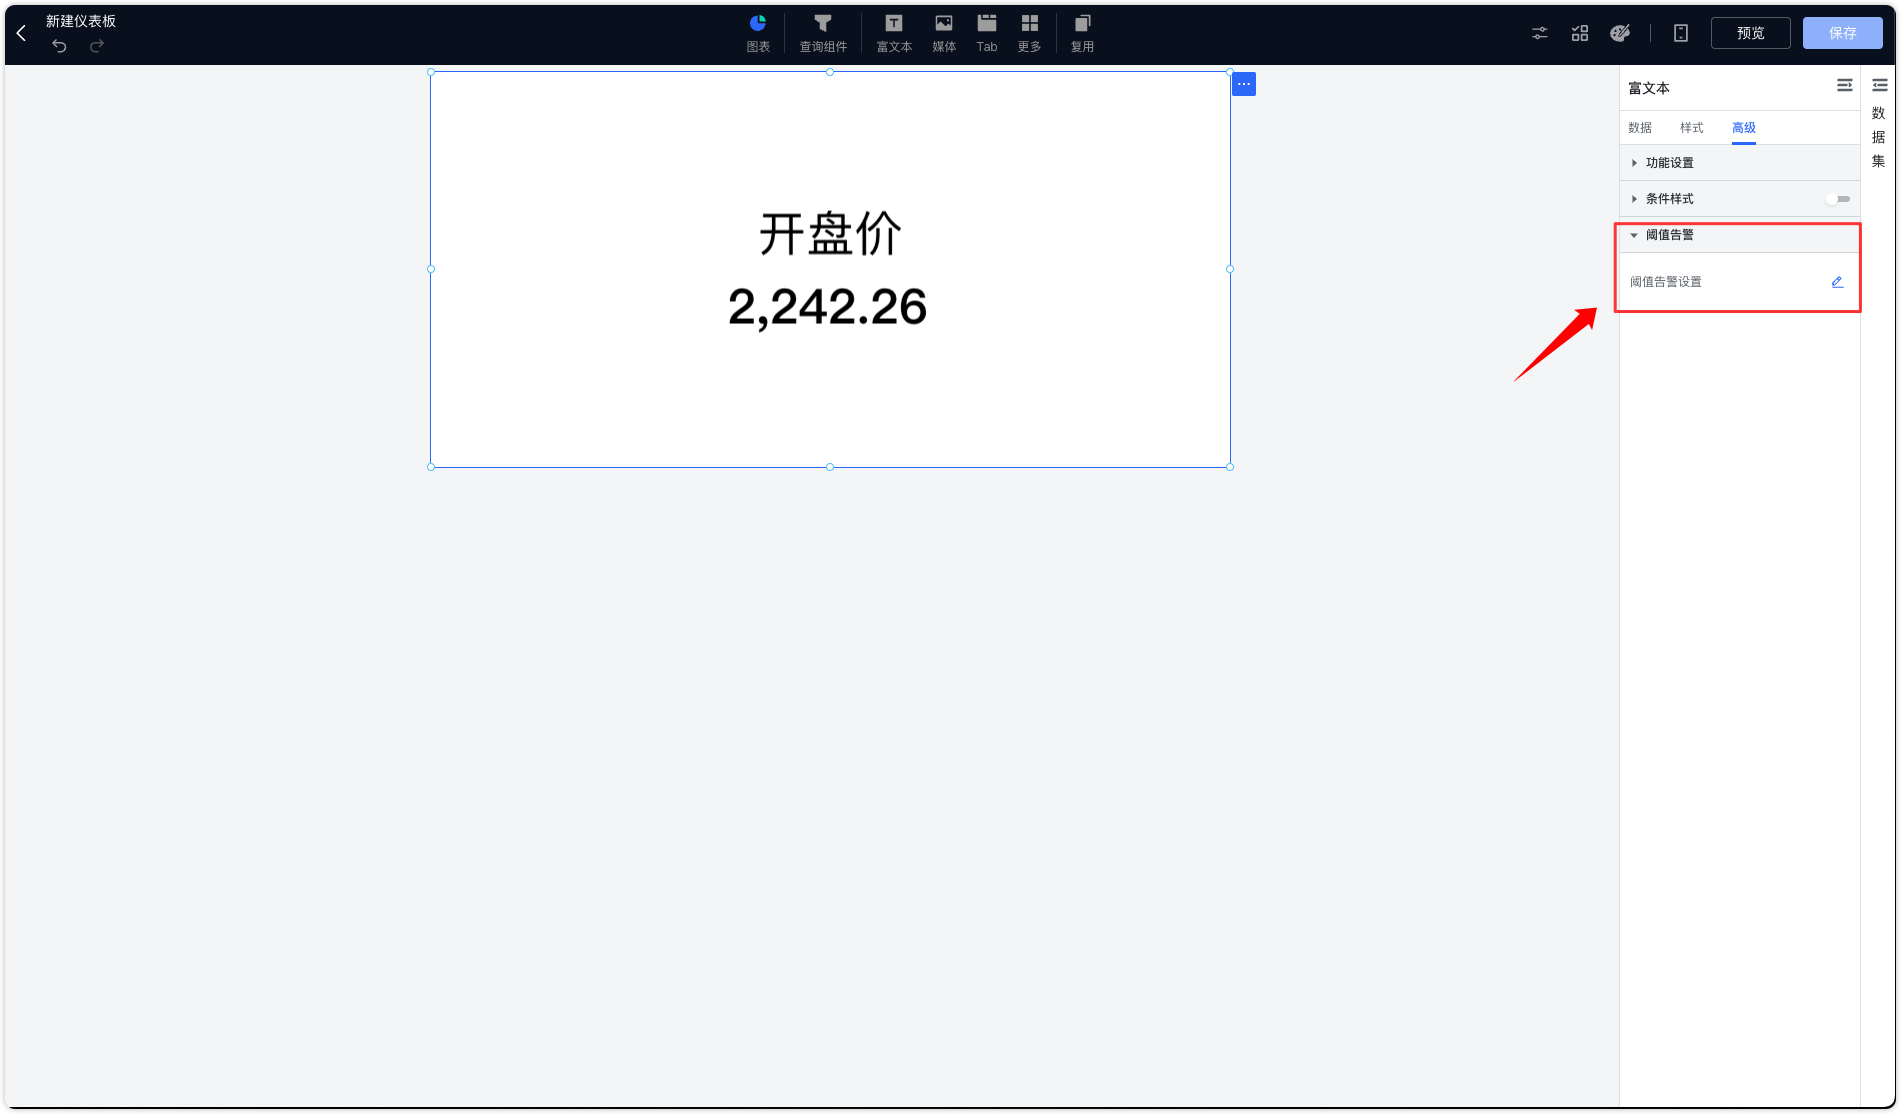 新建仪表板
图表 查询组件 富文本 媒体 Tab 更多 复用
预览 保存
开盘价
2,242.26
富文本
数据 样式 高级
功能设置
条件样式
阈值告警
阈值告警设置
数
据
集